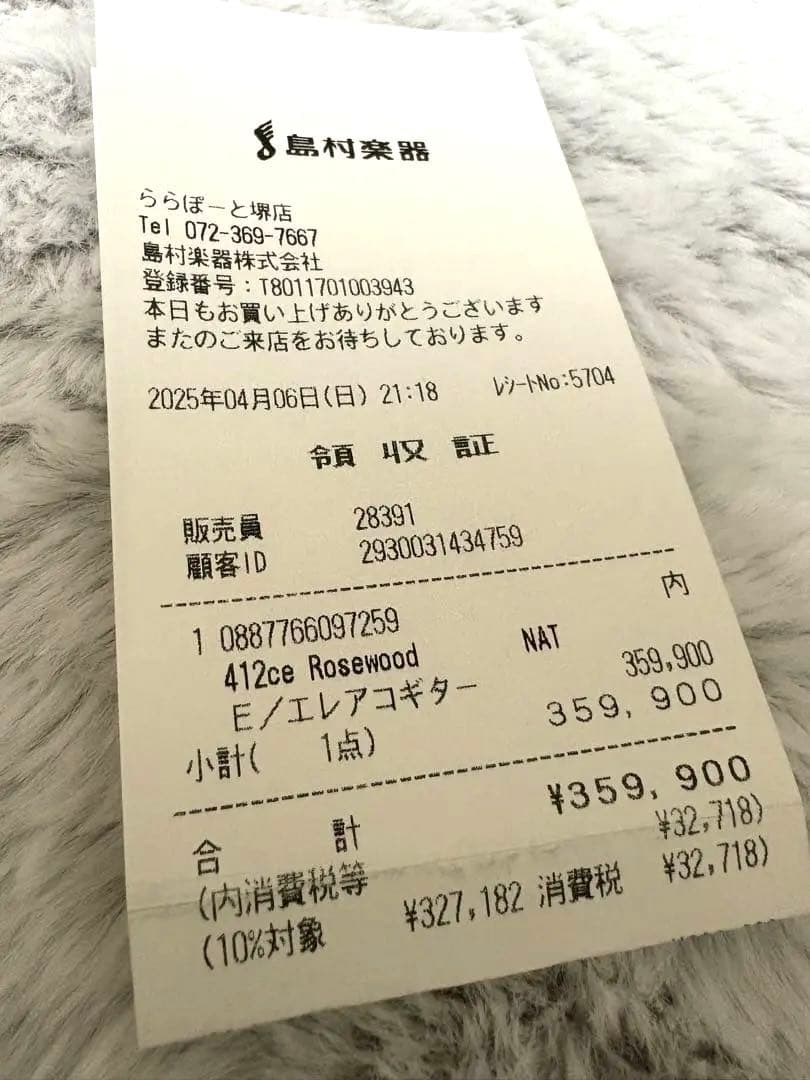 島村楽器
ららぽーと堺店
Tel 072-369-7667
島村楽器株式会社
登録番号：T8011701003943
本日もお買い上げありがとうございます
またのご来店をお待ちしております。
2025年04月06日(日) 21:18 ﾚｼｰﾄNo:5704
領収証
販売員 28391
顧客ID 2930031434759
内
1 0887766097259
412ce Rosewood NAT 359,900
E／エレアコギター
小計( 1点) 359,900
合計 ¥359,900
(内消費税等 ¥32,718)
(10%対象 ¥327,182 消費税 ¥32,718)